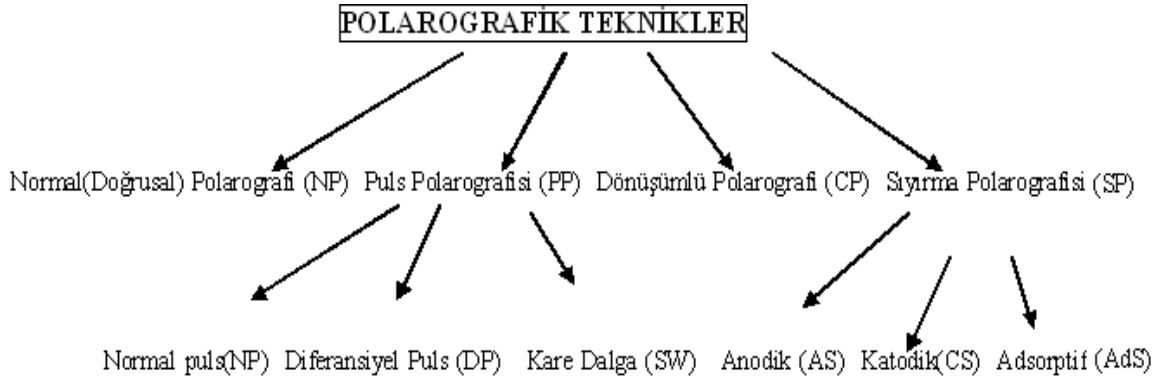 POLAROGRAFİK TEKNİKLER
Normal(Doğrusal) Polarografi (NP) Puls Polarografisi (PP) Dönüşümlü Polarografi (CP) Sıyırma Polarografisi (SP)
Normal puls(NP) Diferansiyel Puls (DP) Kare Dalga (SW) Anodik (AS) Katodik(CS) Adsorptif (AdS)